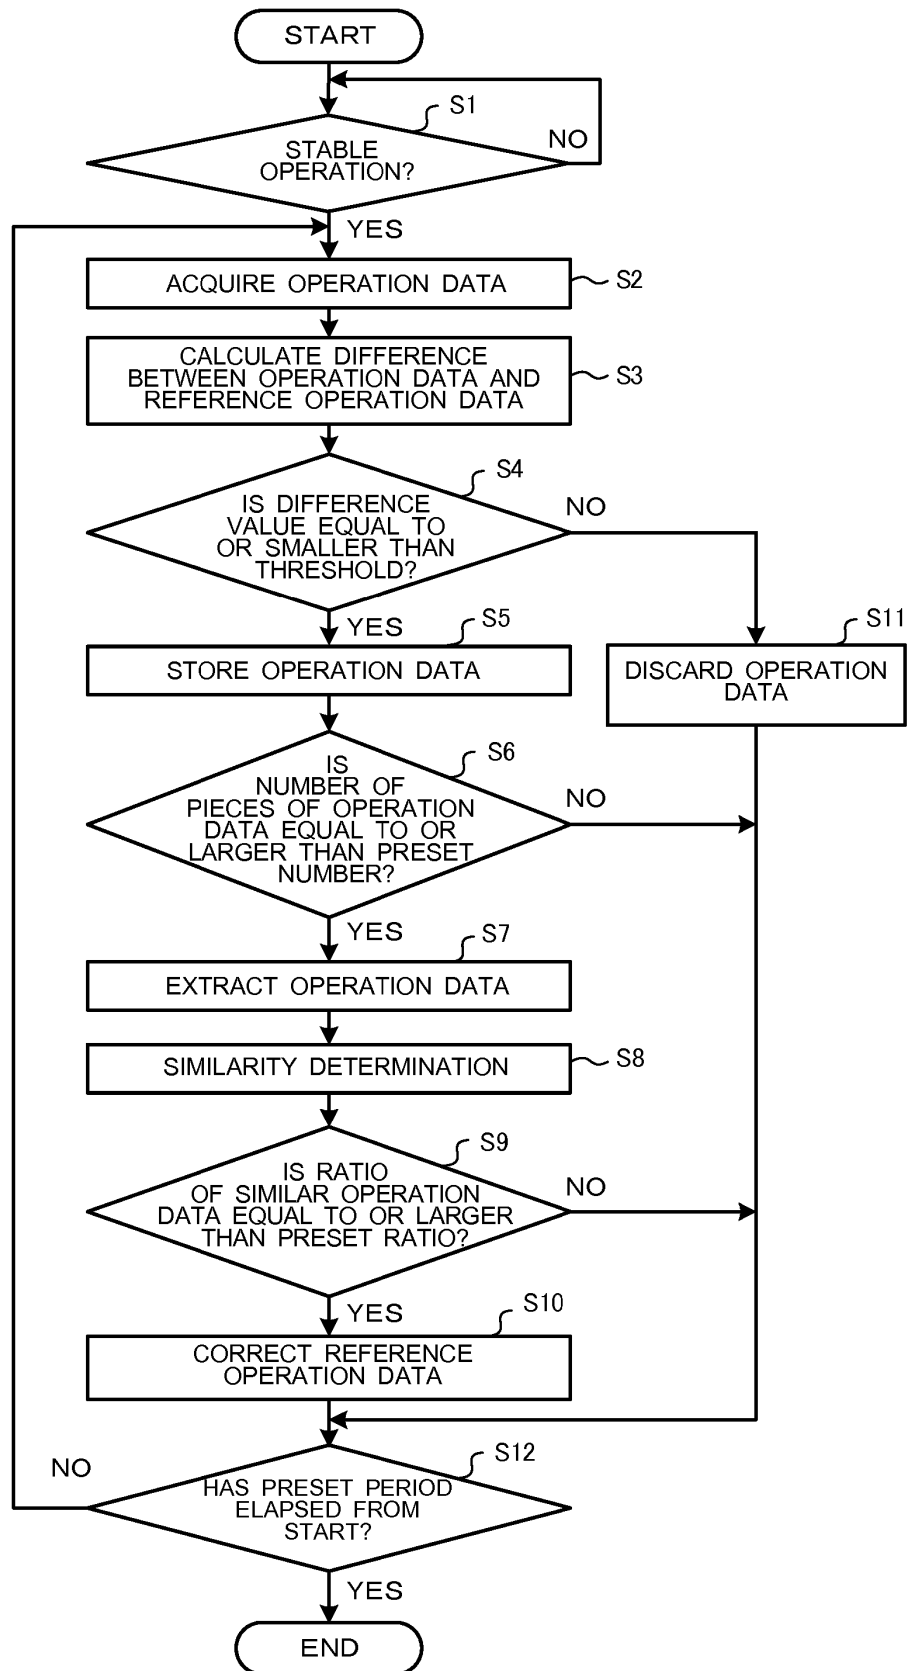 START
S1
STABLE
OPERATION?
NO
YES
ACQUIRE OPERATION DATA
S2
CALCULATE DIFFERENCE
BETWEEN OPERATION DATA AND
REFERENCE OPERATION DATA
S3
S4
IS DIFFERENCE
VALUE EQUAL TO
OR SMALLER THAN
THRESHOLD?
NO
YES
S5
STORE OPERATION DATA
S11
DISCARD OPERATION
DATA
S6
IS
NUMBER OF
PIECES OF OPERATION
DATA EQUAL TO OR
LARGER THAN PRESET
NUMBER?
NO
YES
S7
EXTRACT OPERATION DATA
SIMILARITY DETERMINATION
S8
S9
IS RATIO
OF SIMILAR OPERATION
DATA EQUAL TO OR LARGER
THAN PRESET RATIO?
NO
YES
S10
CORRECT REFERENCE
OPERATION DATA
S12
NO
HAS PRESET PERIOD
ELAPSED FROM
START?
YES
END